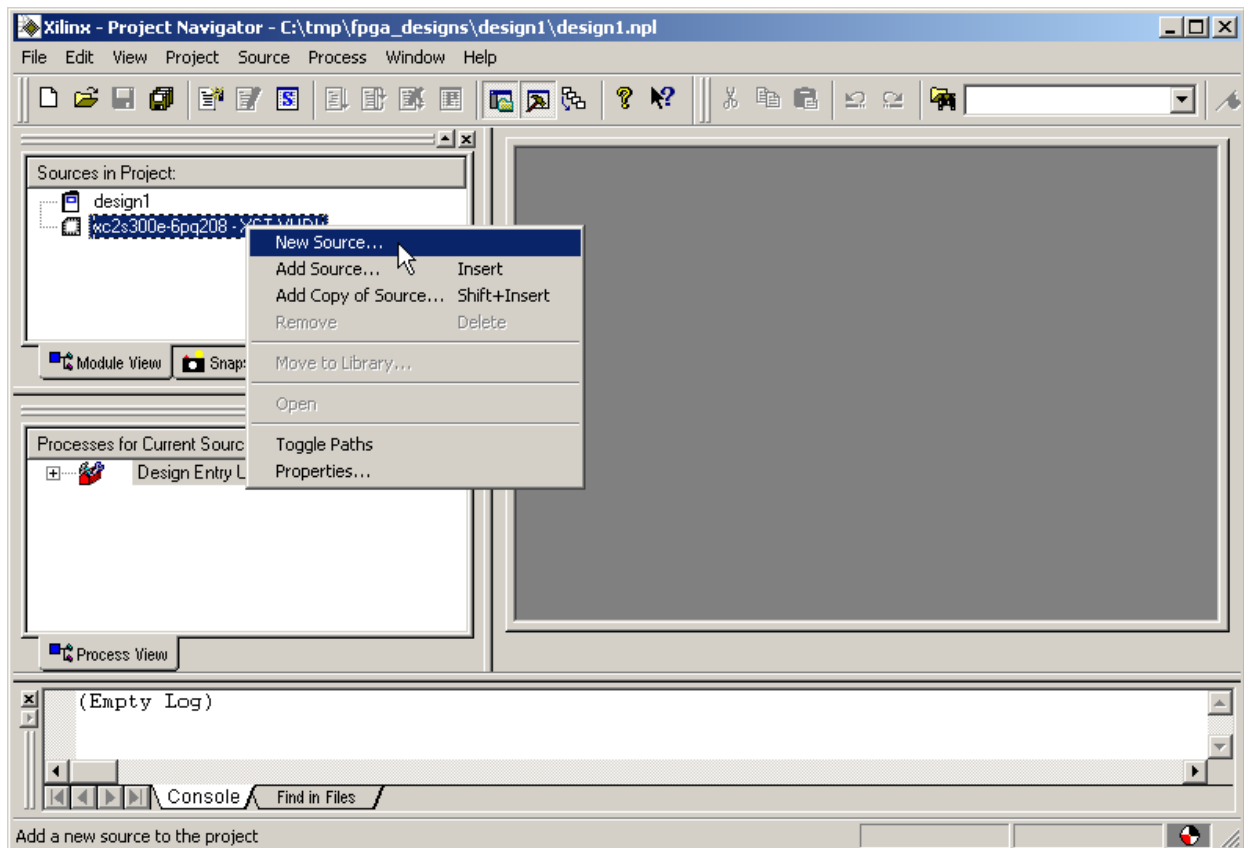 Xilinx - Project Navigator - C:\tmp\fpga_designs\design1\design1.npl
File Edit View Project Source Process Window Help
Sources in Project:
design1
xc2s300e-6pq208 - XST VHDL
New Source...
Add Source... Insert
Add Copy of Source... Shift+Insert
Remove Delete
Module View Snap
Move to Library...
Open
Processes for Current Sourc
Toggle Paths
Design Entry U
Properties...
Process View
(Empty Log)
Console Find in Files
Add a new source to the project